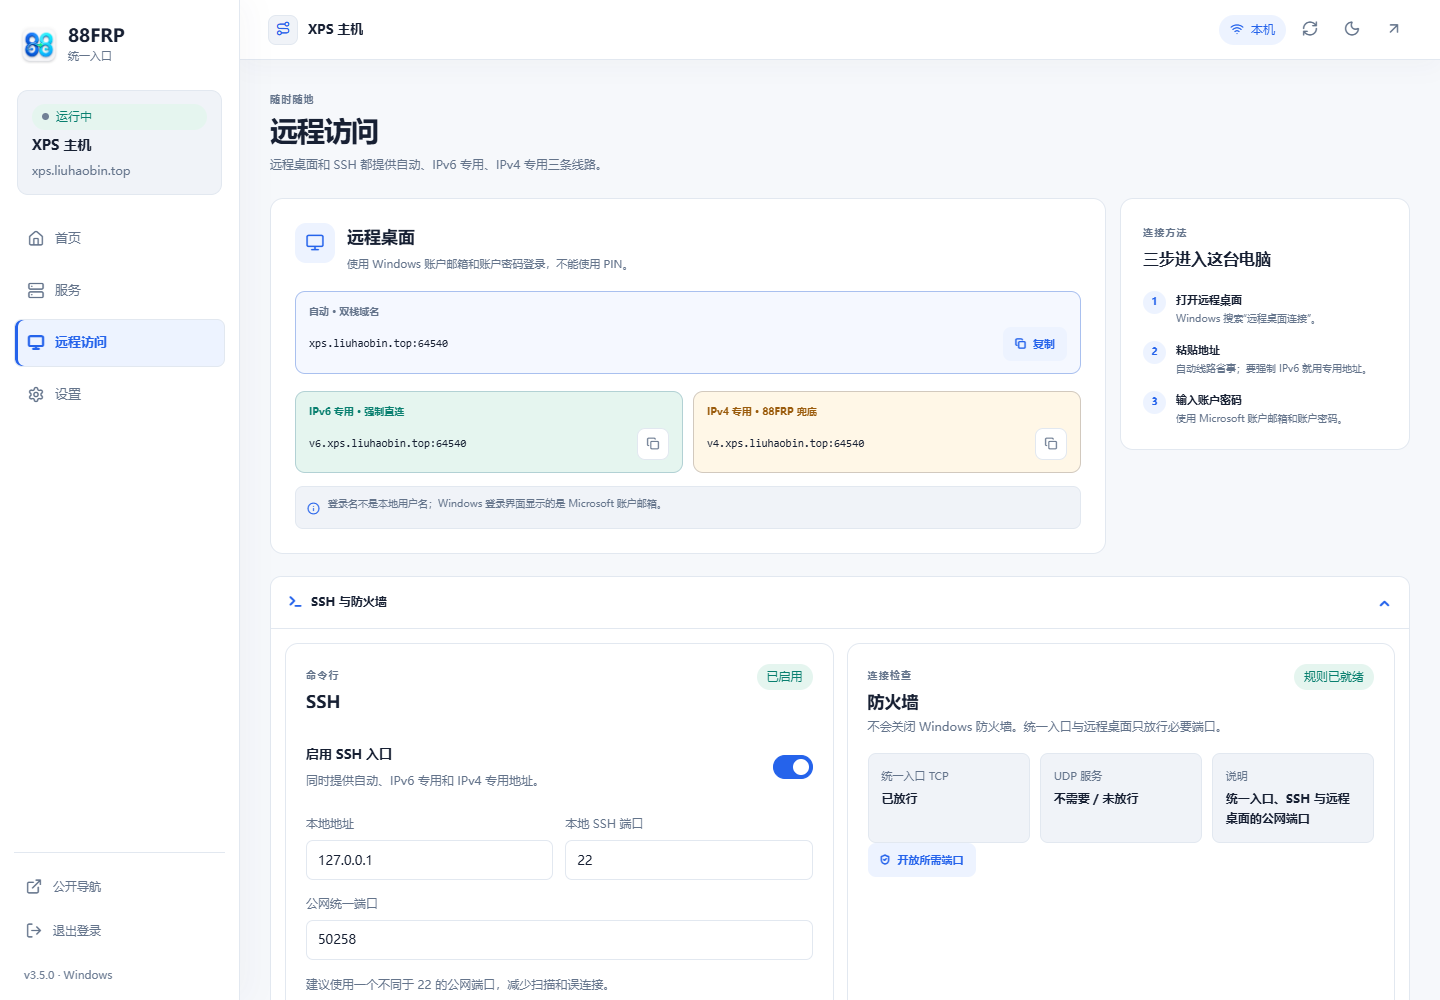 88FRP
统一入口
运行中
XPS 主机
xps.liuhaobin.top
首页
服务
远程访问
设置
公开导航
退出登录
v3.5.0 · Windows
XPS 主机
本机
随时随地
远程访问
远程桌面和 SSH 都提供自动、IPv6 专用、IPv4 专用三条线路。
远程桌面
使用 Windows 账户邮箱和账户密码登录，不能使用 PIN。
自动 • 双栈域名
xps.liuhaobin.top:64540
复制
IPv6 专用 • 强制直连
v6.xps.liuhaobin.top:64540
IPv4 专用 • 88FRP 兜底
v4.xps.liuhaobin.top:64540
登录名不是本地用户名；Windows 登录界面显示的是 Microsoft 账户邮箱。
连接方法
三步进入这台电脑
1 打开远程桌面
Windows 搜索“远程桌面连接”。
2 粘贴地址
自动线路省事；要强制 IPv6 就用专用地址。
3 输入账户密码
使用 Microsoft 账户邮箱和账户密码。
SSH 与防火墙
命令行
SSH
已启用
启用 SSH 入口
同时提供自动、IPv6 专用和 IPv4 专用地址。
本地地址
127.0.0.1
本地 SSH 端口
22
公网统一端口
50258
建议使用一个不同于 22 的公网端口，减少扫描和误连接。
连接检查
防火墙
规则已就绪
不会关闭 Windows 防火墙。统一入口与远程桌面只放行必要端口。
统一入口 TCP
已放行
UDP 服务
不需要 / 未放行
说明
统一入口、SSH 与远程
桌面的公网端口
开放所需端口